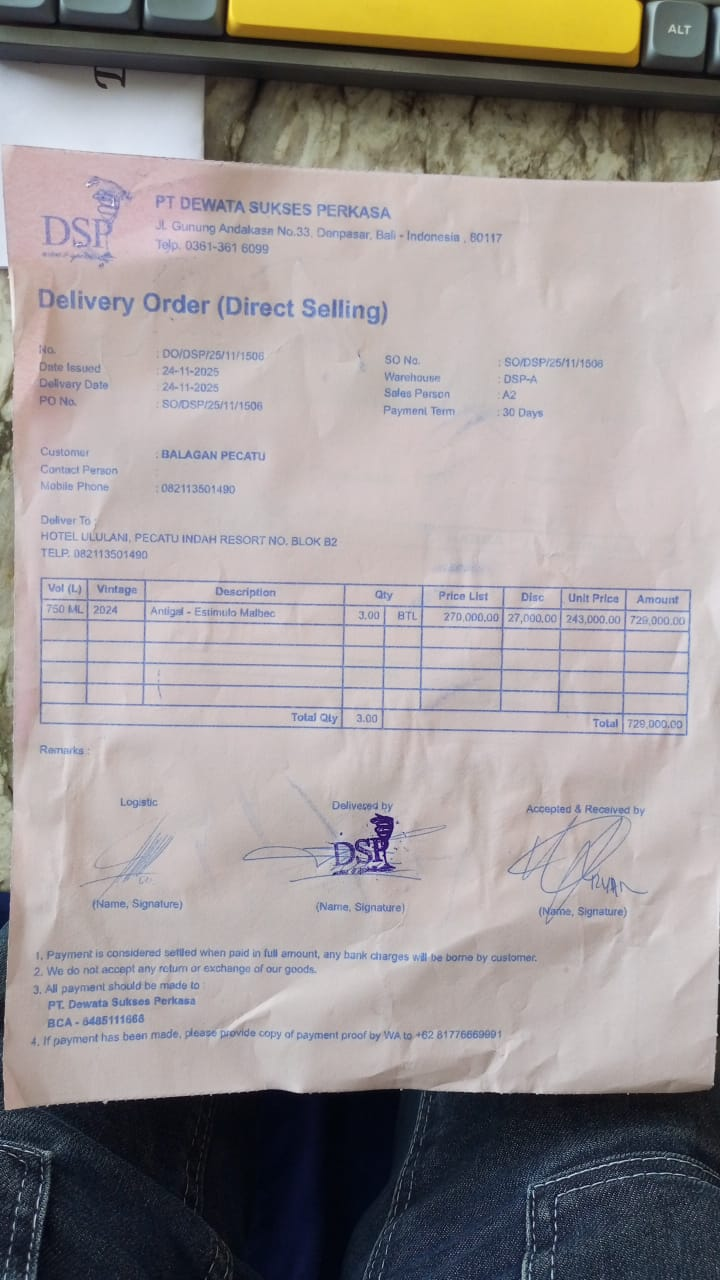 ALT
DSP
PT DEWATA SUKSES PERKASA
Jl. Gunung Andakasa No.33, Denpasar, Bali - Indonesia , 80117
Telp. 0361-361 6099
Delivery Order (Direct Selling)
No. : DO/DSP/25/11/1506
Date Issued : 24-11-2025
Delivery Date : 24-11-2025
PO No. : SO/DSP/25/11/1506
SO No. : SO/DSP/25/11/1506
Warehouse : DSP-A
Sales Person : A2
Payment Term : 30 Days
Customer : BALAGAN PECATU
Contact Person
Mobile Phone : 082113501490
Deliver To :
HOTEL ULULANI, PECATU INDAH RESORT NO. BLOK B2
TELP. 082113501490
Vol (L) Vintage Description Qty Price List Disc Unit Price Amount
750 ML 2024 Antigal - Estimulo Malbec 3.00 BTL 270,000.00 27,000.00 243,000.00 729,000.00
Total Qty 3.00 Total 729,000.00
Remarks :
Logistic
Delivered by
Accepted & Received by
DSP
(Name, Signature)
(Name, Signature)
(Name, Signature)
1. Payment is considered settled when paid in full amount, any bank charges will be borne by customer.
2. We do not accept any return or exchange of our goods.
3. All payment should be made to :
PT. Dewata Sukses Perkasa
BCA - 6485111666
4. If payment has been made, please provide copy of payment proof by WA to +62 81776669991